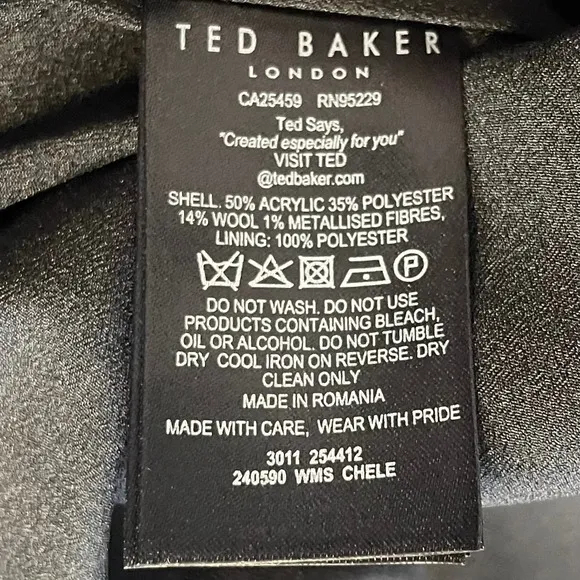 TED BAKER
LONDON
CA25459 RN95229
Ted Says,
"Created especially for you"
VISIT TED
@tedbaker.com
SHELL. 50% ACRYLIC 35% POLYESTER
14% WOOL 1% METALLISED FIBRES,
LINING: 100% POLYESTER
P
DO NOT WASH. DO NOT USE
PRODUCTS CONTAINING BLEACH,
OIL OR ALCOHOL. DO NOT TUMBLE
DRY COOL IRON ON REVERSE. DRY
CLEAN ONLY
MADE IN ROMANIA
MADE WITH CARE, WEAR WITH PRIDE
3011 254412
240590 WMS CHELE